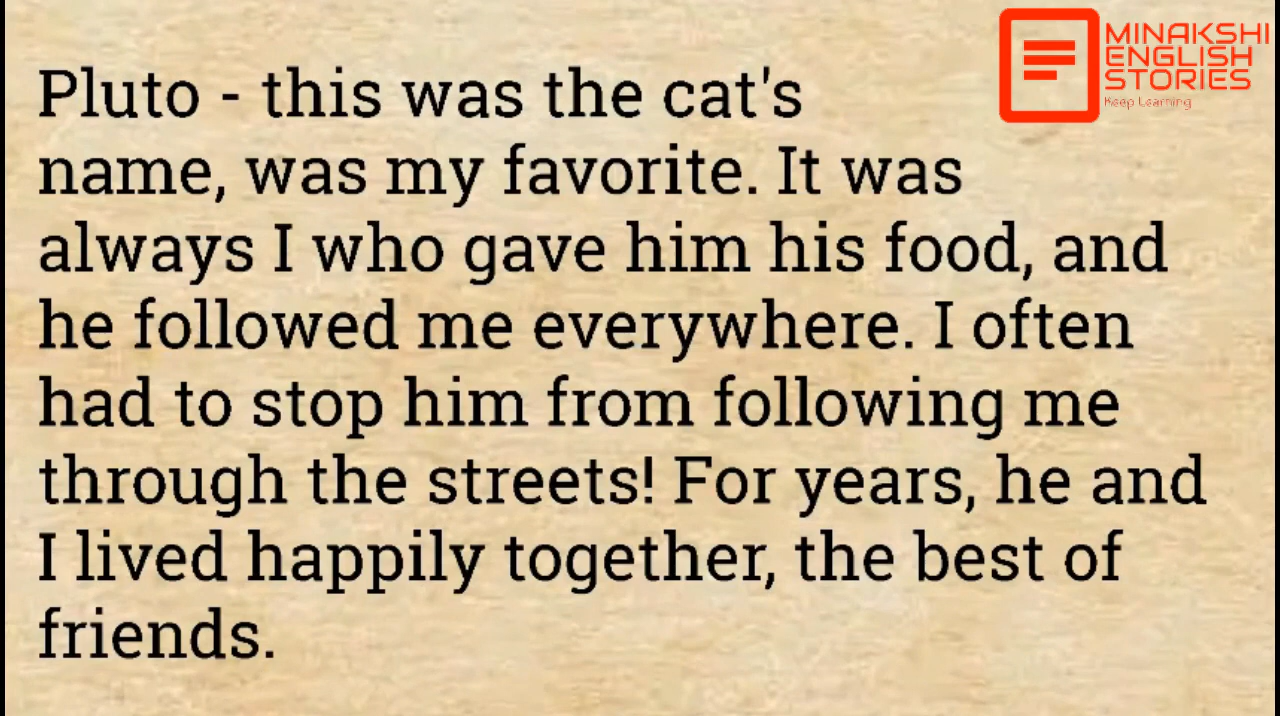 MINAKSHI
ENGLISH
STORIES
Keep Learning
Pluto - this was the cat's
name, was my favorite. It was
always I who gave him his food, and
he followed me everywhere. I often
had to stop him from following me
through the streets! For years, he and
I lived happily together, the best of
friends.